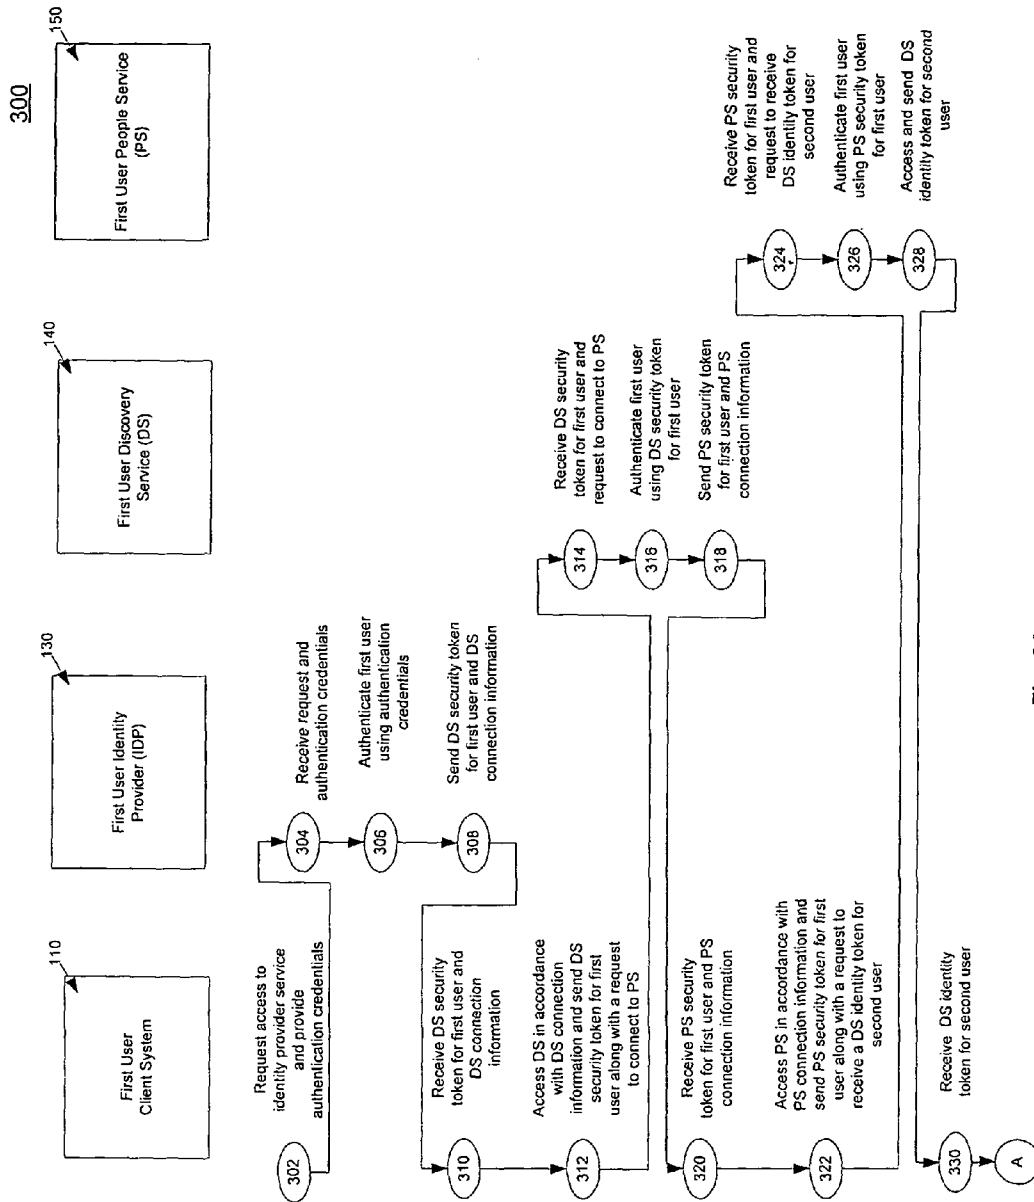 300
110
First User
Client System
130
First User Identity
Provider (IDP)
140
First User Discovery
Service (DS)
150
First User People Service
(PS)
302
Request access to
identity provider service
and provide
authentication credentials
304
Receive request and
authentication credentials
306
Authenticate first user
using authentication
credentials
308
Send DS security token
for first user and DS
connection information
310
Receive DS security
token for first user and
DS connection
information
312
Access DS in accordance
with DS connection
information and send DS
security token for first
user along with a request
to connect to PS
314
Receive DS security
token for first user and
request to connect to PS
316
Authenticate first user
using DS security token
for first user
318
Send PS security token
for first user and PS
connection information
320
Receive PS security
token for first user and PS
connection information
322
Access PS in accordance with
PS connection information and
send PS security token for first
user along with a request to
receive a DS identity token for
second user
324
Receive PS security
token for first user and
request to receive
DS identity token for
second user
326
Authenticate first user
using PS security token
for first user
328
Access and send DS
identity token for second
user
330
Receive DS identity
token for second user
A